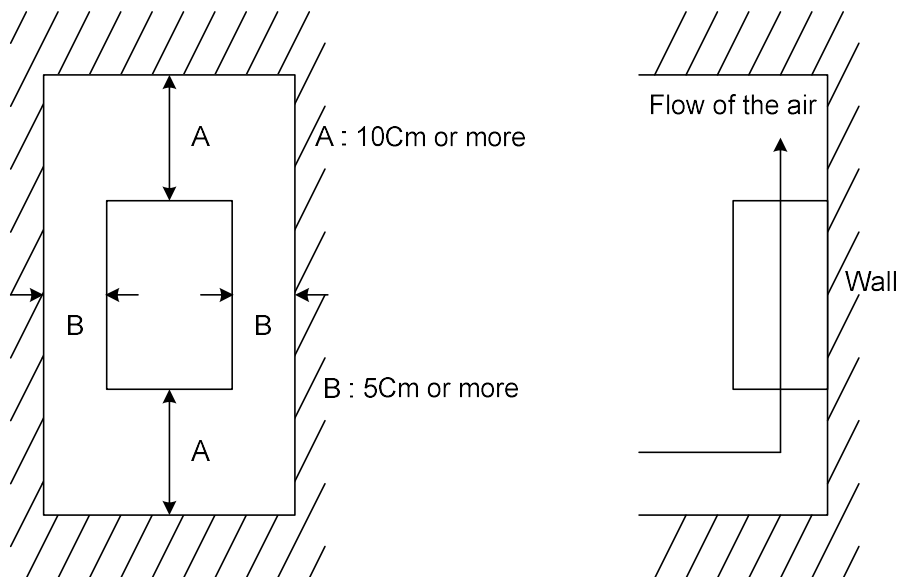 Flow of the air
A
A : 10Cm or more
Wall
B
B
B : 5Cm or more
A